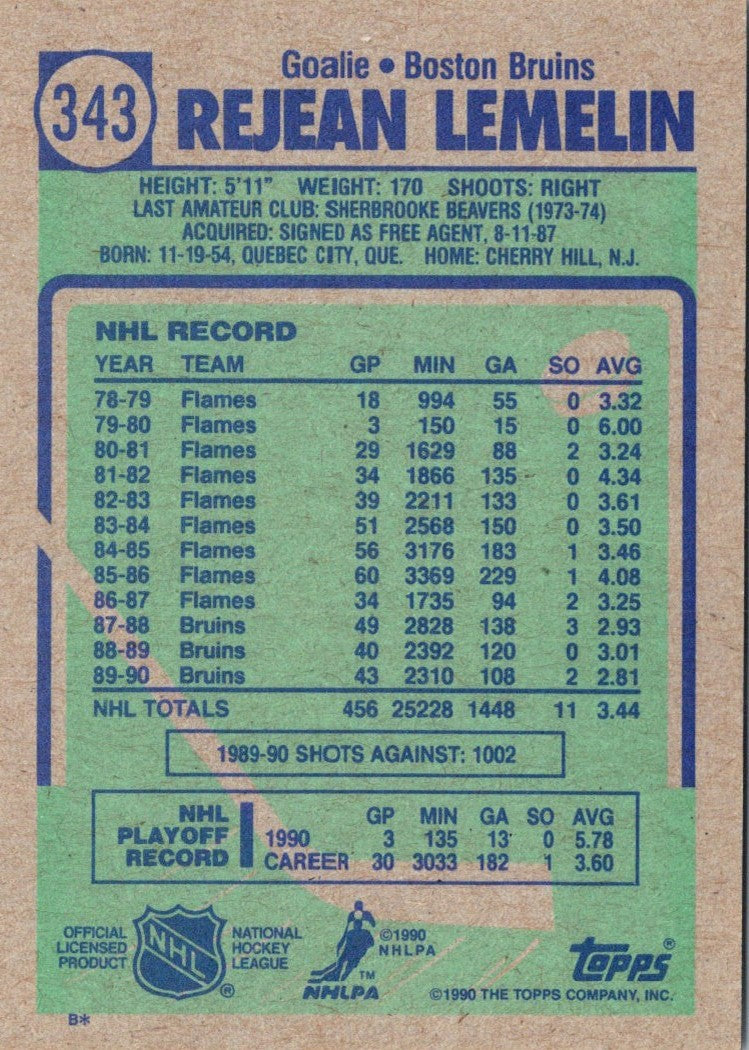 343
Goalie • Boston Bruins
REJEAN LEMELIN
HEIGHT: 5'11" WEIGHT: 170 SHOOTS: RIGHT
LAST AMATEUR CLUB: SHERBROOKE BEAVERS (1973-74)
ACQUIRED: SIGNED AS FREE AGENT, 8-11-87
BORN: 11-19-54, QUEBEC CITY, QUE. HOME: CHERRY HILL, N.J.
NHL RECORD
YEAR TEAM GP MIN GA SO AVG
78-79 Flames 18 994 55 0 3.32
79-80 Flames 3 150 15 0 6.00
80-81 Flames 29 1629 88 2 3.24
81-82 Flames 34 1866 135 0 4.34
82-83 Flames 39 2211 133 0 3.61
83-84 Flames 51 2568 150 0 3.50
84-85 Flames 56 3176 183 1 3.46
85-86 Flames 60 3369 229 1 4.08
86-87 Flames 34 1735 94 2 3.25
87-88 Bruins 49 2828 138 3 2.93
88-89 Bruins 40 2392 120 0 3.01
89-90 Bruins 43 2310 108 2 2.81
NHL TOTALS 456 25228 1448 11 3.44
1989-90 SHOTS AGAINST: 1002
NHL PLAYOFF RECORD
GP MIN GA SO AVG
1990 3 135 13 0 5.78
CAREER 30 3033 182 1 3.60
OFFICIAL
LICENSED
PRODUCT
NHL
®
NATIONAL
HOCKEY
LEAGUE
TM
NHLPA
©1990
NHLPA
topps®
©1990 THE TOPPS COMPANY, INC.
B*